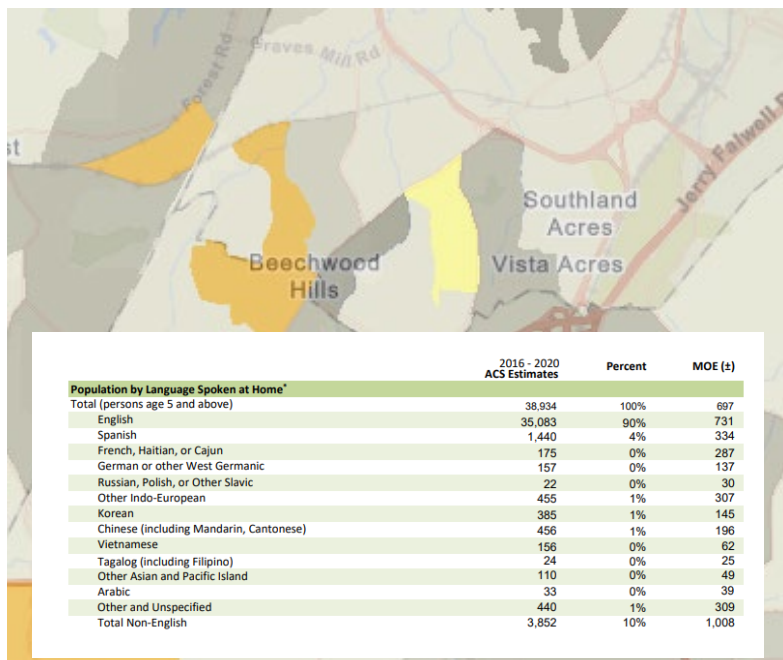 Graves Mill Rd
Forest Rd
st
Jerry Falwell
Southland
Acres
Beechwood
Hills
Vista Acres
2016 - 2020
ACS Estimates Percent MOE (±)
Population by Language Spoken at Home*
Total (persons age 5 and above) 38,934 100% 697
English 35,083 90% 731
Spanish 1,440 4% 334
French, Haitian, or Cajun 175 0% 287
German or other West Germanic 157 0% 137
Russian, Polish, or Other Slavic 22 0% 30
Other Indo-European 455 1% 307
Korean 385 1% 145
Chinese (including Mandarin, Cantonese) 456 1% 196
Vietnamese 156 0% 62
Tagalog (including Filipino) 24 0% 25
Other Asian and Pacific Island 110 0% 49
Arabic 33 0% 39
Other and Unspecified 440 1% 309
Total Non-English 3,852 10% 1,008